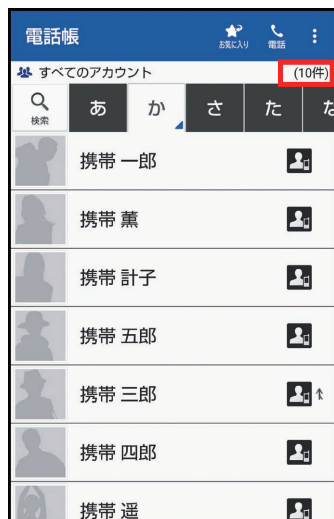 電話帳
お気に入り 電話
すべてのアカウント (10件)
検索 あ か さ た な
携帯 一郎
携帯 薫
携帯 計子
携帯 五郎
携帯 三郎
携帯 四郎
携帯 遥